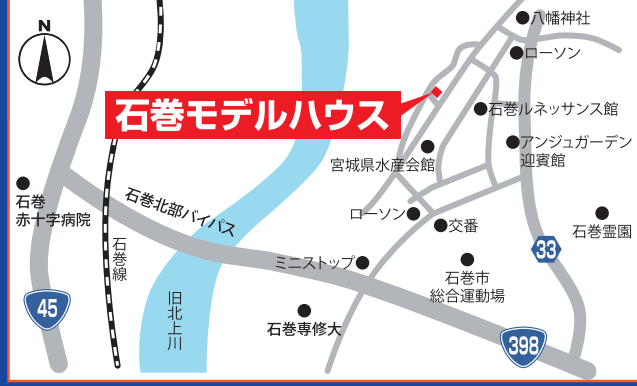 N
八幡神社
ローソン
石巻モデルハウス
石巻ルネッサンス館
アンジュガーデン
迎賓館
宮城県水産会館
石巻
赤十字病院
石巻北部バイパス
ローソン
交番
石巻霊園
石巻線
33
ミニストップ
石巻市
総合運動場
45
旧北上川
石巻専修大
398